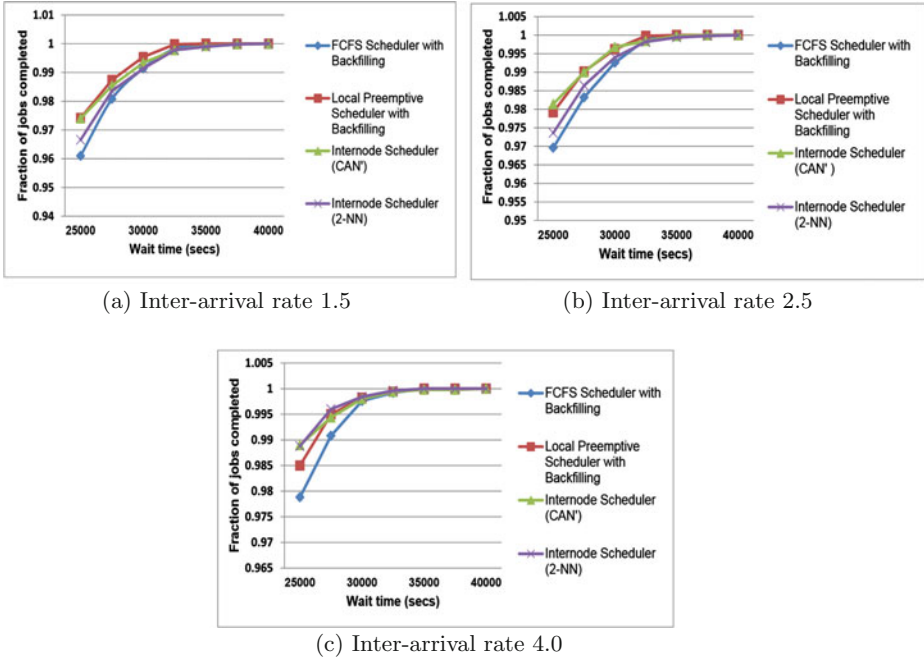 1.01
1
0.99
0.98
0.97
0.96
0.95
0.94
Fraction of jobs completed
25000 30000 35000 40000
Wait time (secs)
FCFS Scheduler with
Backfilling
Local Preemptive
Scheduler with
Backfilling
Internode Scheduler
(CAN')
Internode Scheduler
(2-NN)
(a) Inter-arrival rate 1.5
1.005
1
0.995
0.99
0.985
0.98
0.975
0.97
0.965
0.96
0.955
0.95
Fraction of jobs completed
25000 30000 35000 40000
Wait time (secs)
FCFS Scheduler with
Backfilling
Local Preemptive
Scheduler with
Backfilling
Internode Scheduler
(CAN' )
Internode Scheduler
(2-NN)
(b) Inter-arrival rate 2.5
1.005
1
0.995
0.99
0.985
0.98
0.975
0.97
0.965
Fraction of jobs completed
25000 30000 35000 40000
Wait time (secs)
FCFS Scheduler with
Backfilling
Local Preemptive
Scheduler with
Backfilling
Internode Scheduler
(CAN')
Internode Scheduler
(2-NN)
(c) Inter-arrival rate 4.0